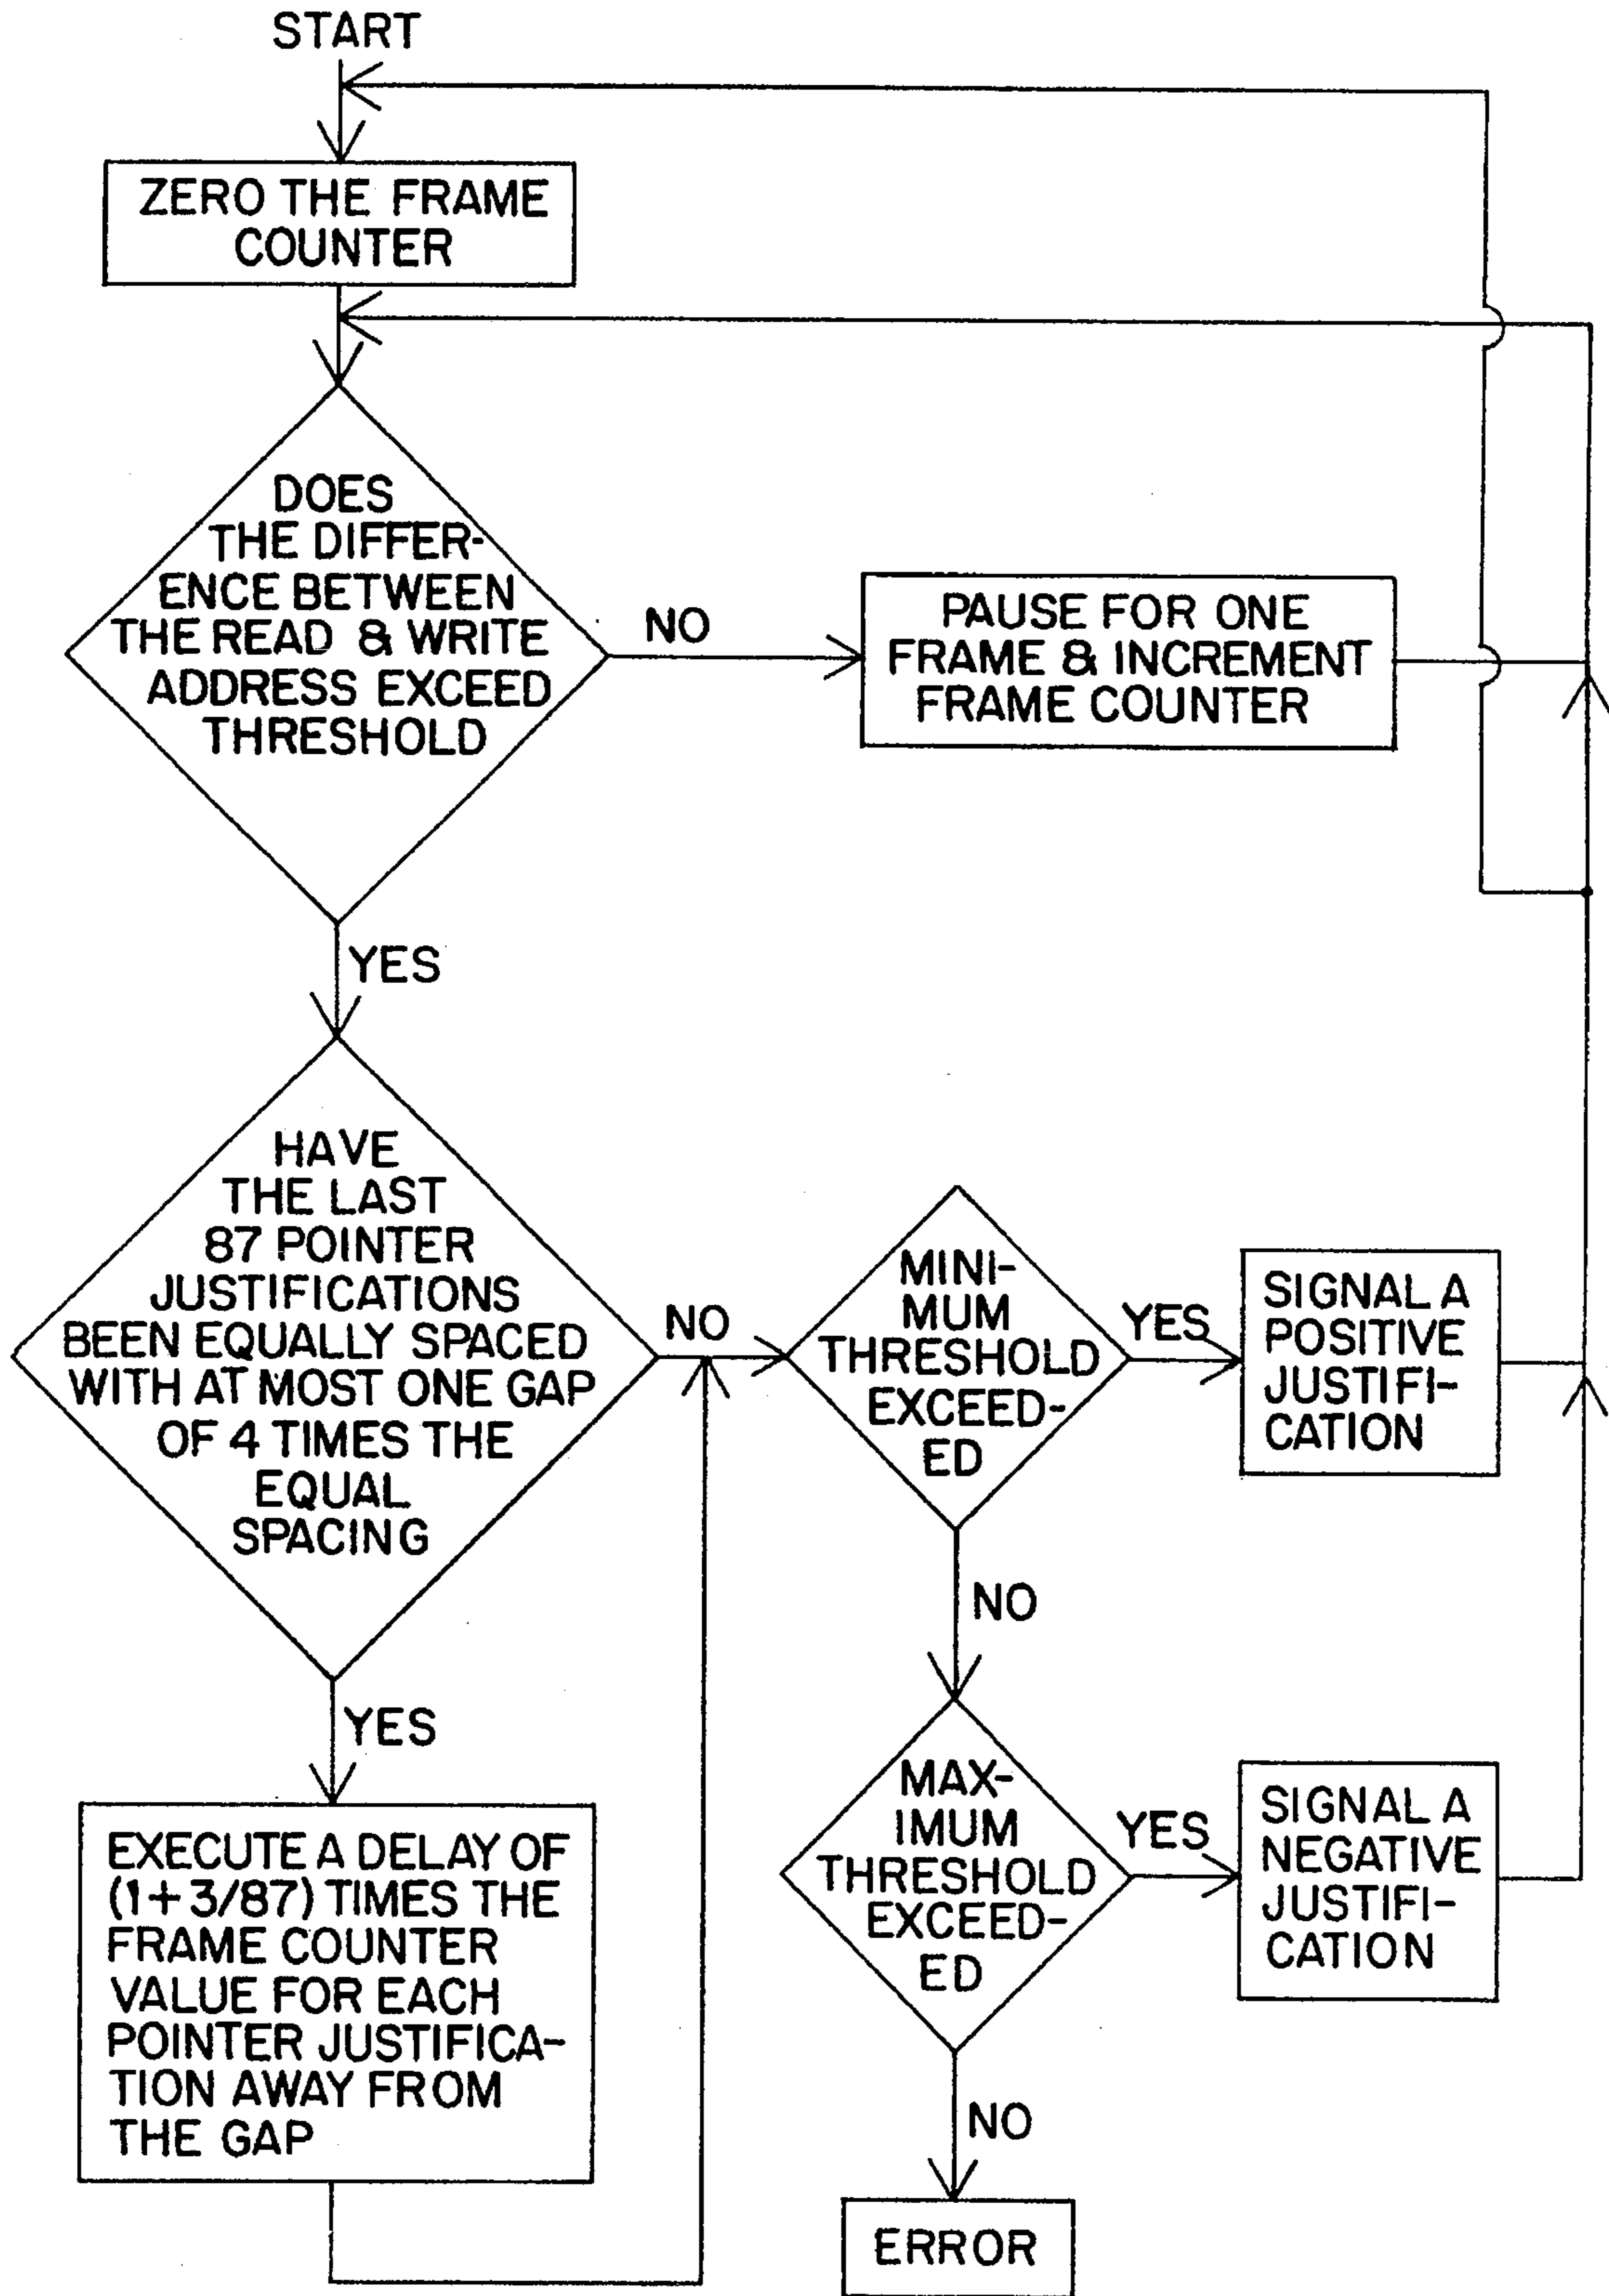 START
ZERO THE FRAME
COUNTER
DOES
THE DIFFER-
ENCE BETWEEN
THE READ & WRITE
ADDRESS EXCEED
THRESHOLD
NO
PAUSE FOR ONE
FRAME & INCREMENT
FRAME COUNTER
YES
HAVE
THE LAST
87 POINTER
JUSTIFICATIONS
BEEN EQUALLY SPACED
WITH AT MOST ONE GAP
OF 4 TIMES THE
EQUAL
SPACING
NO
MINI-
MUM
THRESHOLD
EXCEED-
ED
YES
SIGNAL A
POSITIVE
JUSTIFI-
CATION
NO
YES
EXECUTE A DELAY OF
(1+3/87) TIMES THE
FRAME COUNTER
VALUE FOR EACH
POINTER JUSTIFICA-
TION AWAY FROM
THE GAP
MAX-
IMUM
THRESHOLD
EXCEED-
ED
YES
SIGNAL A
NEGATIVE
JUSTIFI-
CATION
NO
ERROR